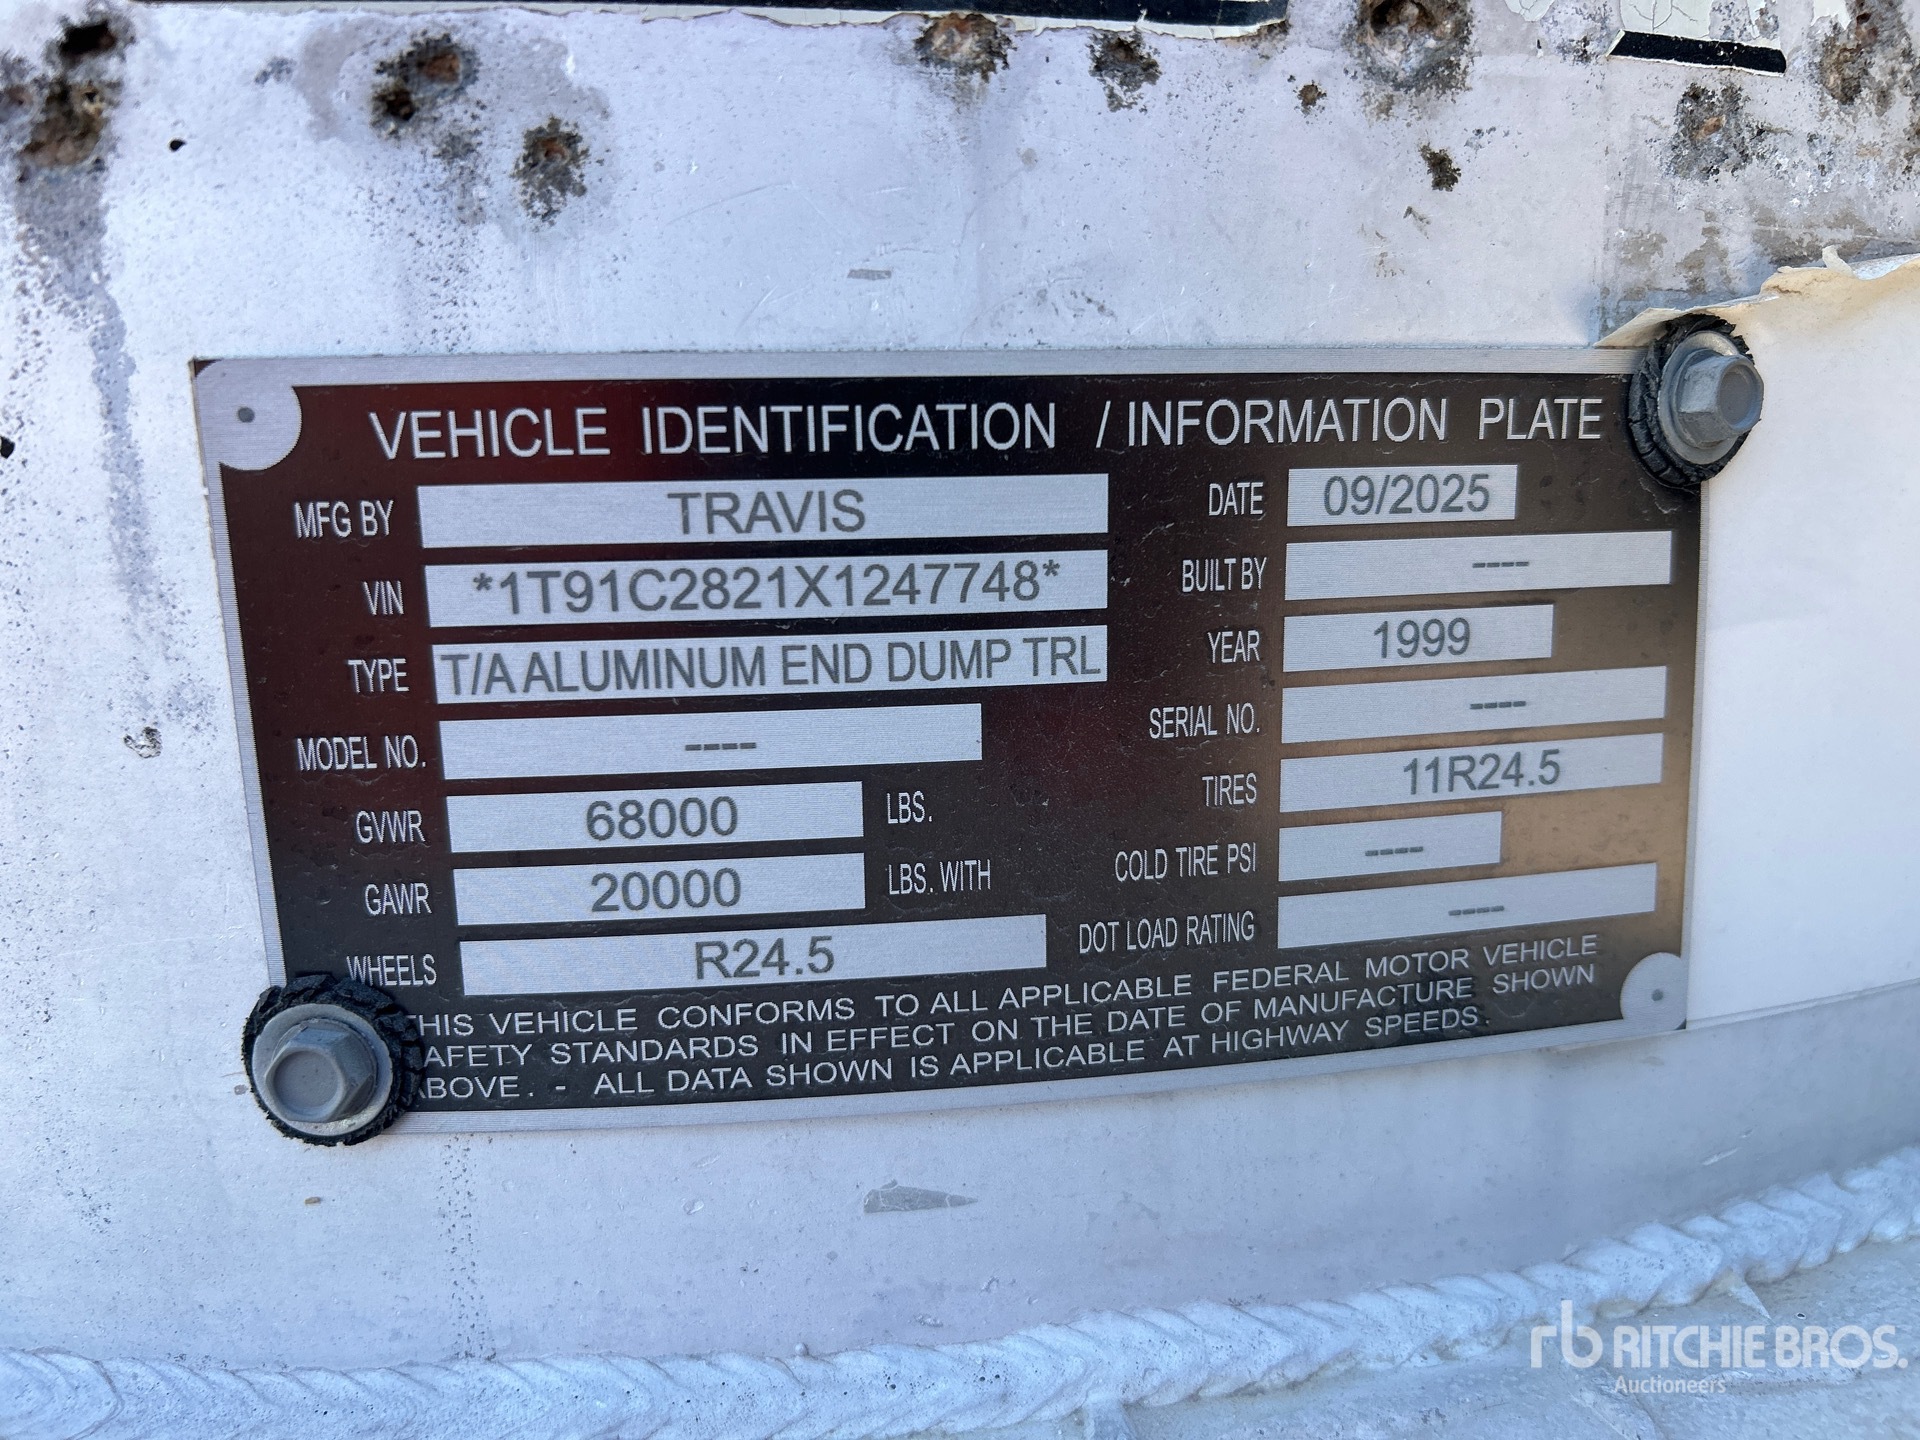 VEHICLE IDENTIFICATION / INFORMATION PLATE
MFG BY TRAVIS
VIN *1T91C2821X1247748*
TYPE T/A ALUMINUM END DUMP TRL
MODEL NO. ----
GVWR 68000 LBS.
GAWR 20000 LBS. WITH
WHEELS R24.5
DATE 09/2025
BUILT BY ----
YEAR 1999
SERIAL NO. ----
TIRES 11R24.5
COLD TIRE PSI ----
DOT LOAD RATING ----
HIS VEHICLE CONFORMS TO ALL APPLICABLE FEDERAL MOTOR VEHICLE
AFETY STANDARDS IN EFFECT ON THE DATE OF MANUFACTURE SHOWN
BOVE. - ALL DATA SHOWN IS APPLICABLE AT HIGHWAY SPEEDS.
rb RITCHIE BROS.
Auctioneers